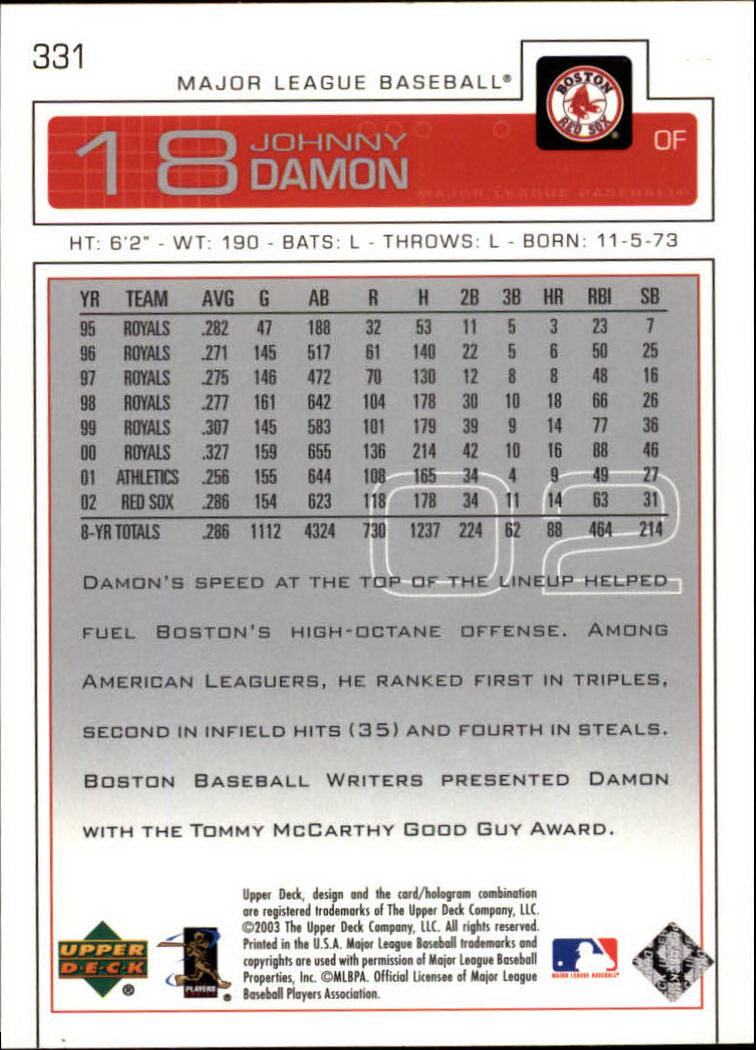 331
MAJOR LEAGUE BASEBALL®
BOSTON
RED SOX
18 JOHNNY
DAMON
OF
MAJOR LEAGUE BASEBALL®
HT: 6'2" - WT: 190 - BATS: L - THROWS: L - BORN: 11-5-73
YR TEAM AVG G AB R H 2B 3B HR RBI SB
95 ROYALS .282 47 188 32 53 11 5 3 23 7
96 ROYALS .271 145 517 61 140 22 5 6 50 25
97 ROYALS .275 146 472 70 130 12 8 8 48 16
98 ROYALS .277 161 642 104 178 30 10 18 66 26
99 ROYALS .307 145 583 101 179 39 9 14 77 36
00 ROYALS .327 159 655 136 214 42 10 16 88 46
01 ATHLETICS .256 155 644 108 165 34 4 9 49 27
02 RED SOX .286 154 623 118 178 34 11 14 63 31
8-YR TOTALS .286 1112 4324 730 1237 224 62 88 464 214
02
DAMON'S SPEED AT THE TOP OF THE LINEUP HELPED
FUEL BOSTON'S HIGH-OCTANE OFFENSE. AMONG
AMERICAN LEAGUERS, HE RANKED FIRST IN TRIPLES,
SECOND IN INFIELD HITS (35) AND FOURTH IN STEALS.
BOSTON BASEBALL WRITERS PRESENTED DAMON
WITH THE TOMMY MCCARTHY GOOD GUY AWARD.
Upper Deck, design and the card/hologram combination
are registered trademarks of The Upper Deck Company, LLC.
©2003 The Upper Deck Company, LLC. All rights reserved.
Printed in the U.S.A. Major League Baseball trademarks and
copyrights are used with permission of Major League Baseball
Properties, Inc. ©MLBPA. Official Licensee of Major League
Baseball Players Association.
UPPER
DECK
®
PLAYERS
®
MAJOR LEAGUE BASEBALL